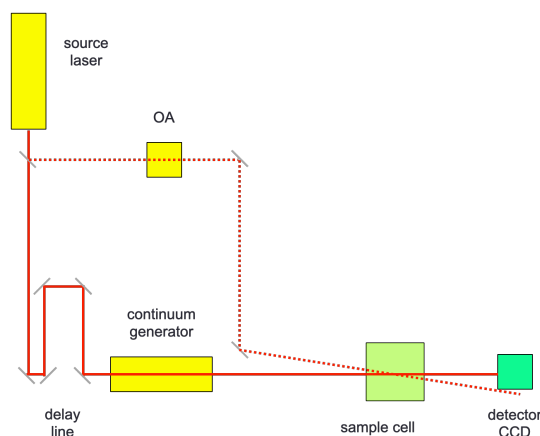 source
laser
OA
continuum
generator
delay
line
sample cell
detector
CCD